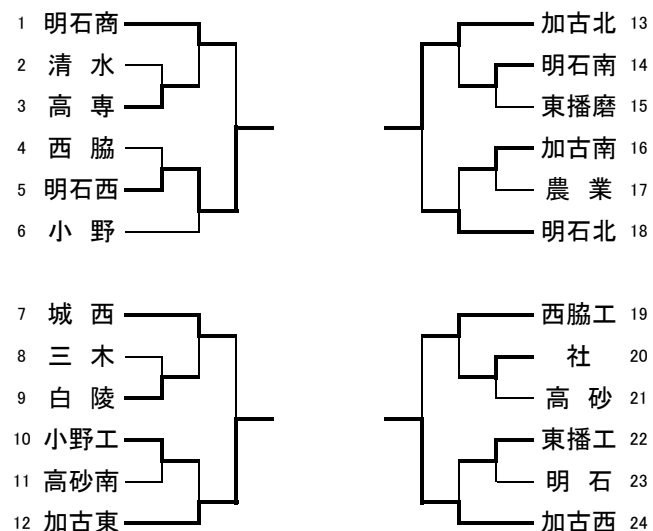 1 明石商
2 清水
3 高専
4 西脇
5 明石西
6 小野
加古北 13
明石南 14
東播磨 15
加古南 16
農業 17
明石北 18
7 城西
8 三木
9 白陵
10 小野工
11 高砂南
12 加古東
西脇工 19
社 20
高砂 21
東播工 22
明石 23
加古西 24